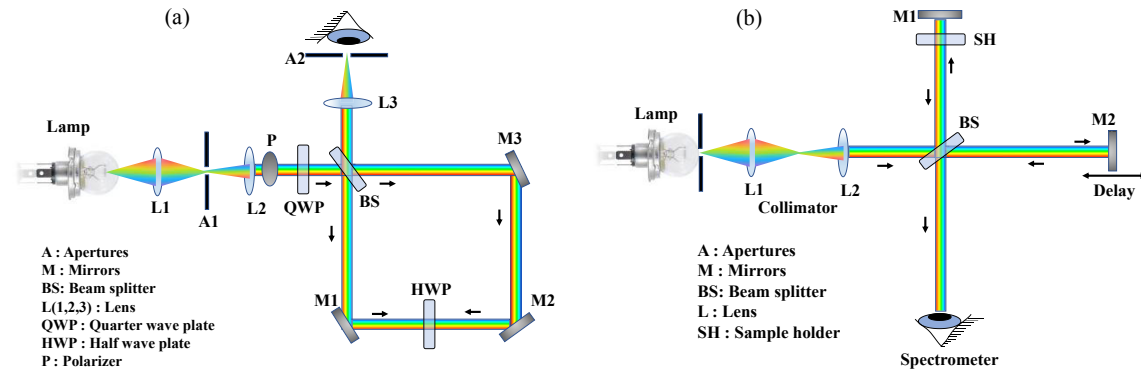 (a)
A2
L3
Lamp
P
M3
L1
A1
L2
QWP
BS
M1
HWP
M2
A : Apertures
M : Mirrors
BS: Beam splitter
L(1,2,3) : Lens
QWP : Quarter wave plate
HWP : Half wave plate
P : Polarizer
(b)
M1
SH
Lamp
BS
M2
L1
L2
Collimator
Delay
A : Apertures
M : Mirrors
BS: Beam splitter
L : Lens
SH : Sample holder
Spectrometer